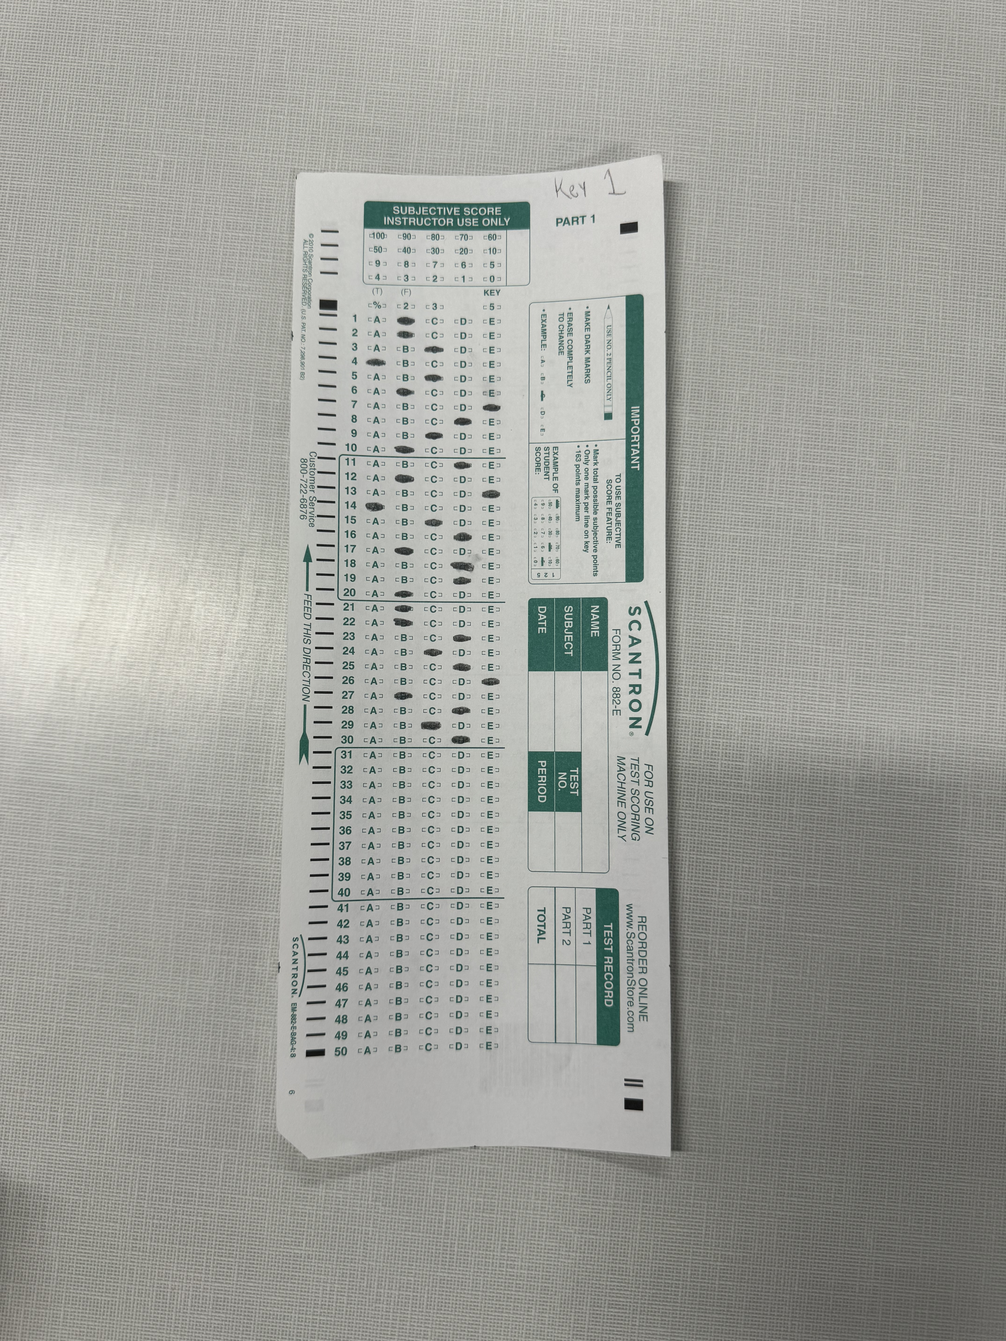 Key 1
PART 1
SUBJECTIVE SCORE
INSTRUCTOR USE ONLY
100 90 80 70 60
50 40 30 20 10
9 8 7 6 5
4 3 2 1 0
(T) (F) KEY
% 2 3 5
1 A C D E
2 A C D E
3 A B D E
4 B C D E
5 A B D E
6 A C D E
7 A B C D
8 A B C E
9 A B D E
10 A C D E
11 A B C E
12 A C D E
13 A B C D
14 B C D E
15 A B D E
16 A B C E
17 A C D E
18 A B C E
19 A B C E
20 A C D E
21 A C D E
22 A C D E
23 A B C E
24 A B D E
25 A B C E
26 A B C D
27 A C D E
28 A B C E
29 A B D E
30 A B C E
31 A B C D E
32 A B C D E
33 A B C D E
34 A B C D E
35 A B C D E
36 A B C D E
37 A B C D E
38 A B C D E
39 A B C D E
40 A B C D E
41 A B C D E
42 A B C D E
43 A B C D E
44 A B C D E
45 A B C D E
46 A B C D E
47 A B C D E
48 A B C D E
49 A B C D E
50 A B C D E
IMPORTANT
USE NO. 2 PENCIL ONLY
• MAKE DARK MARKS
• ERASE COMPLETELY
TO CHANGE
• EXAMPLE: A B D E
TO USE SUBJECTIVE
SCORE FEATURE:
• Mark total possible subjective points
• Only one mark per line on key
• 163 points maximum
EXAMPLE OF
STUDENT
SCORE:
SCANTRON®
FORM NO. 882-E
FOR USE ON
TEST SCORING
MACHINE ONLY
REORDER ONLINE
www.ScantronStore.com
NAME
SUBJECT
DATE
TEST
NO.
PERIOD
TEST RECORD
PART 1
PART 2
TOTAL
© 2010 Scantron Corporation
ALL RIGHTS RESERVED.
Customer Service
800-722-6876
FEED THIS DIRECTION
SCANTRON.
6